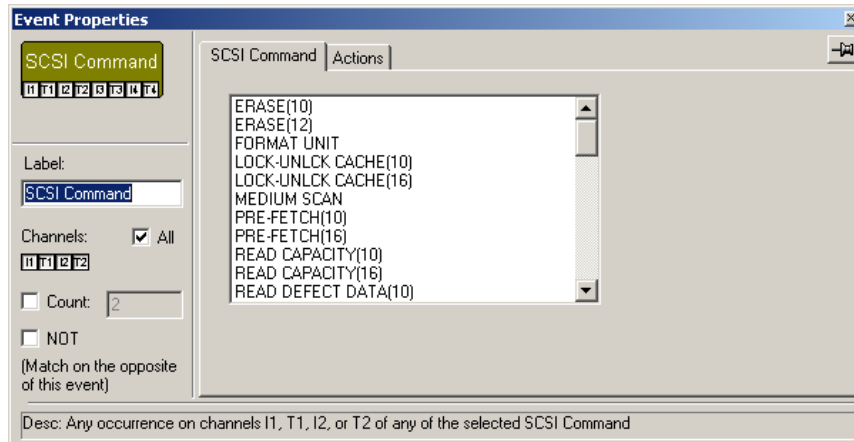 Event Properties
SCSI Command
I1 T1 I2 T2 I3 T3 I4 T4
SCSI Command
Actions
ERASE(10)
ERASE(12)
FORMAT UNIT
LOCK-UNLCK CACHE(10)
LOCK-UNLCK CACHE(16)
MEDIUM SCAN
PRE-FETCH(10)
PRE-FETCH(16)
READ CAPACITY(10)
READ CAPACITY(16)
READ DEFECT DATA(10)
Label:
SCSI Command
Channels:
All
I1 T1 I2 T2
Count:
2
NOT
(Match on the opposite
of this event)
Desc: Any occurrence on channels I1, T1, I2, or T2 of any of the selected SCSI Command